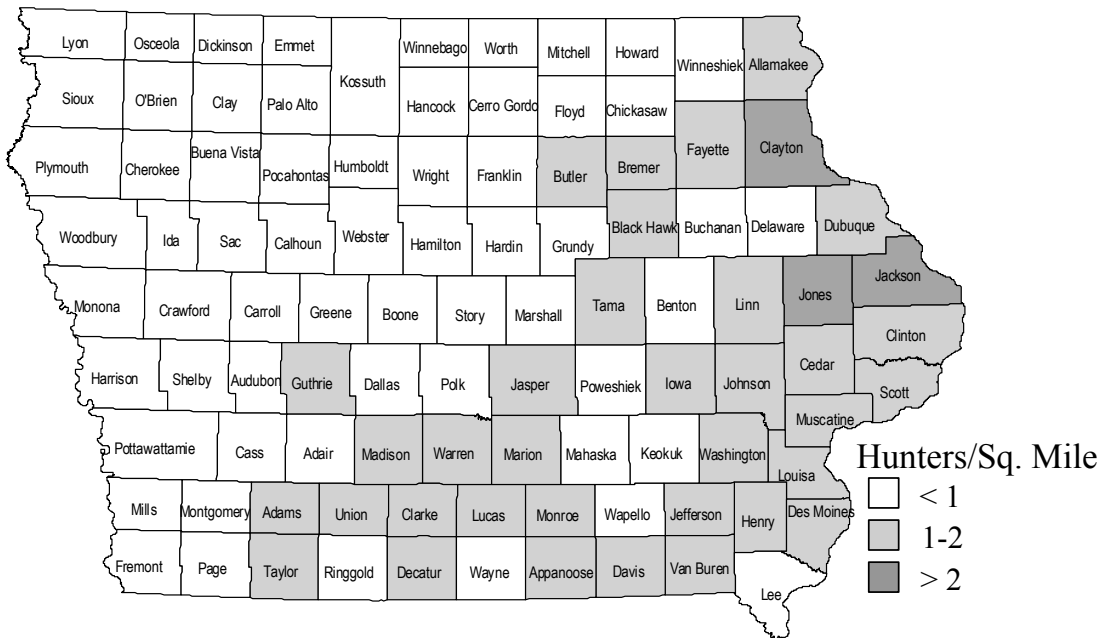 Lyon Osceola Dickinson Emmet Winnebago Worth Mitchell Howard Winneshiek Allamakee
Kossuth
Sioux O'Brien Clay Palo Alto Hancock Cerro Gordo Floyd Chickasaw
Fayette Clayton
Plymouth Cherokee Buena Vista Pocahontas Humboldt Wright Franklin Butler Bremer
Woodbury Ida Sac Calhoun Webster Hamilton Hardin Grundy Black Hawk Buchanan Delaware Dubuque
Monona Crawford Carroll Greene Boone Story Marshall Tama Benton Linn Jones Jackson
Clinton
Harrison Shelby Audubon Guthrie Dallas Polk Jasper Poweshiek Iowa Johnson Cedar Scott
Muscatine
Pottawattamie Cass Adair Madison Warren Marion Mahaska Keokuk Washington Louisa
Mills Montgomery Adams Union Clarke Lucas Monroe Wapello Jefferson Henry Des Moines
Fremont Page Taylor Ringgold Decatur Wayne Appanoose Davis Van Buren Lee
Hunters/Sq. Mile
< 1
1-2
> 2